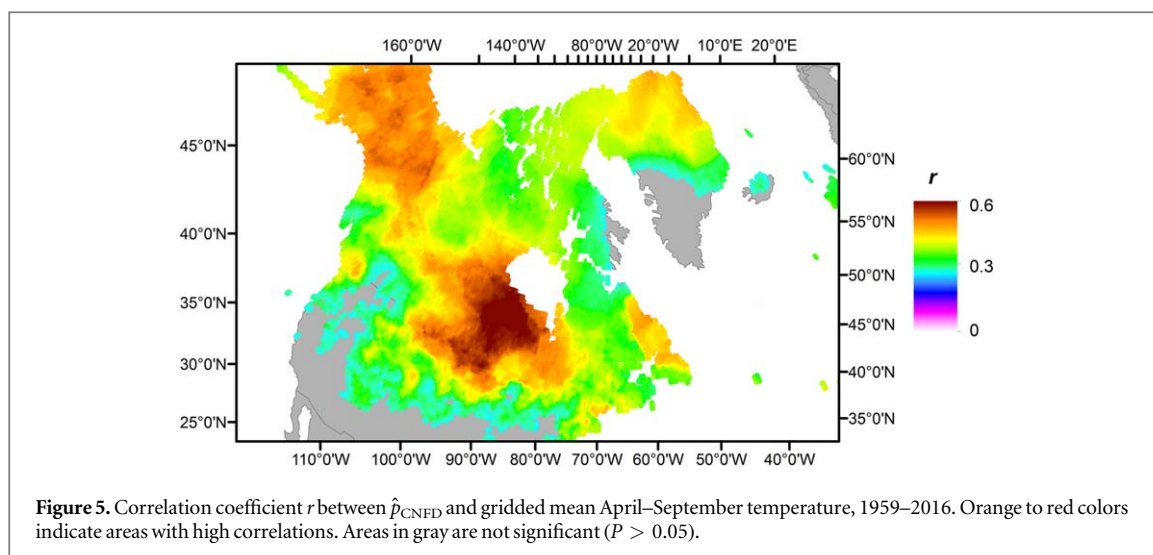 160°0'W 140°0'W 80°0'W 20°0'W 10°0'E 20°0'E
45°0'N
40°0'N
35°0'N
30°0'N
25°0'N
60°0'N
55°0'N
50°0'N
45°0'N
40°0'N
35°0'N
110°0'W 100°0'W 90°0'W 80°0'W 70°0'W 60°0'W 50°0'W 40°0'W
r
0.6
0.3
0
Figure 5. Correlation coefficient r between p̂CNFD and gridded mean April–September temperature, 1959–2016. Orange to red colors
indicate areas with high correlations. Areas in gray are not significant (P > 0.05).